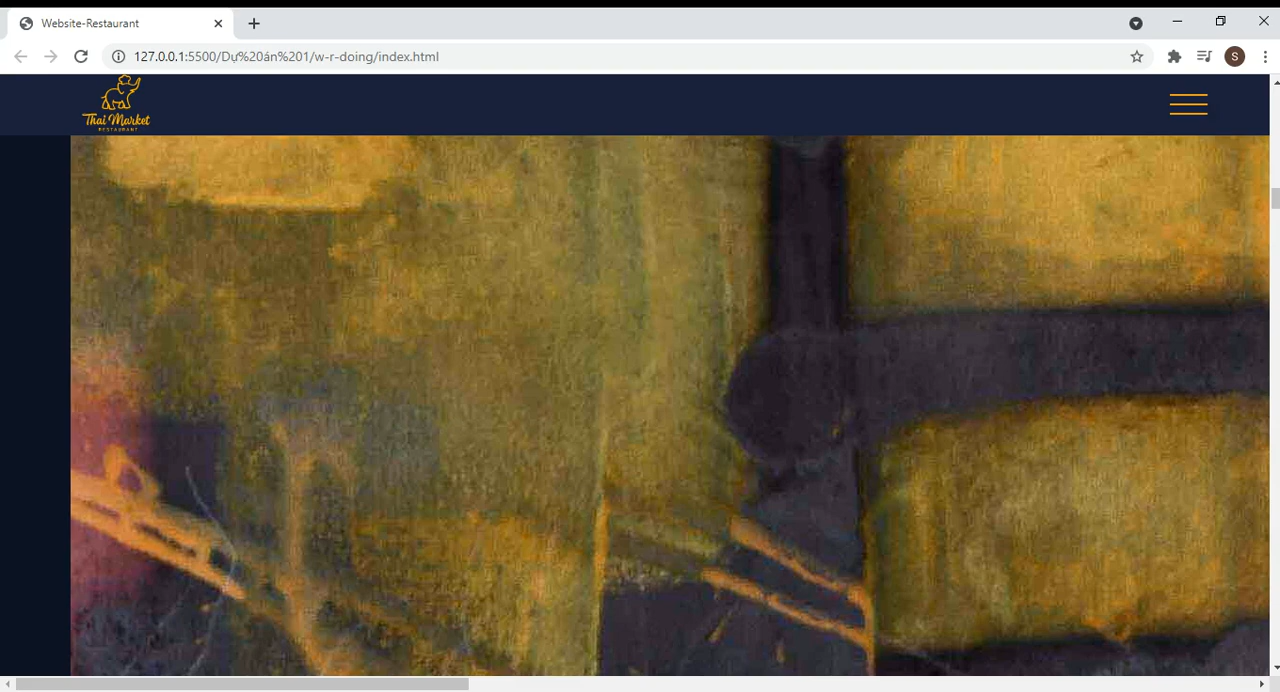 Website-Restaurant
127.0.0.1:5500/Dự%20án%201/w-r-doing/index.html
S
Thai Market
RESTAURANT